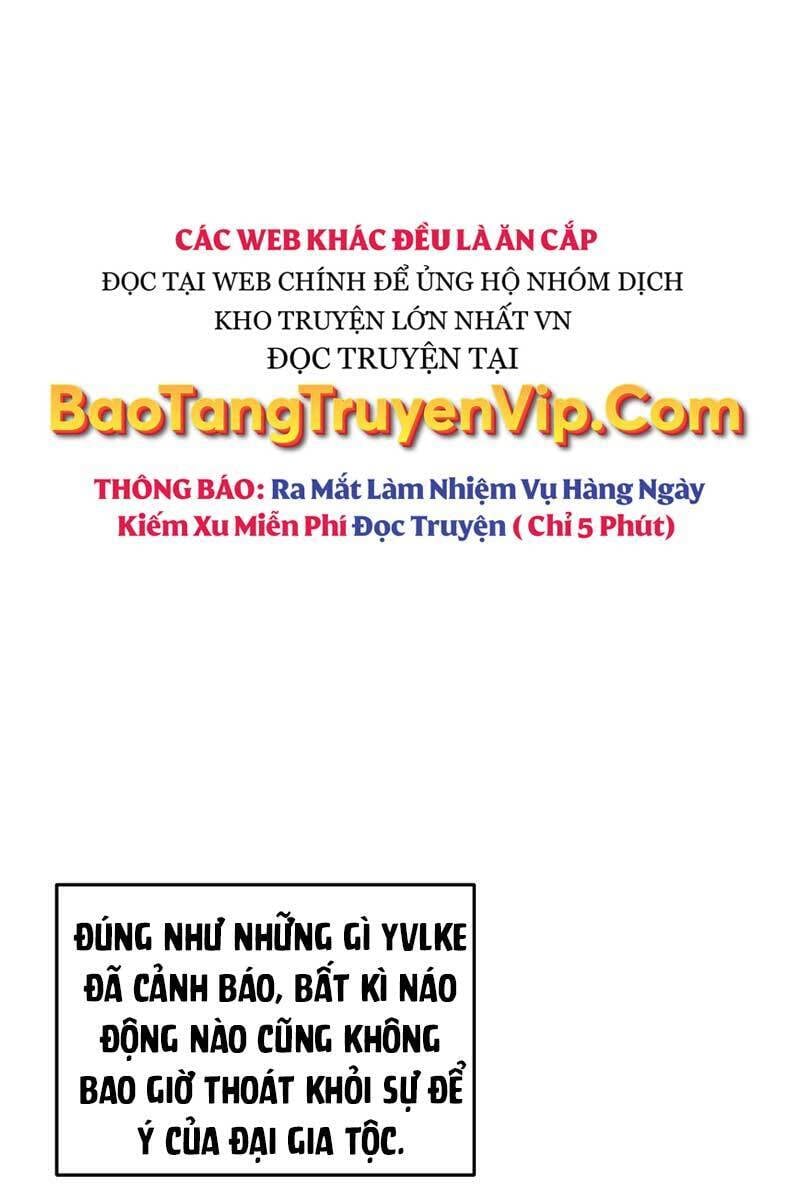 CÁC WEB KHÁC ĐỀU LÀ ĂN CẮP
ĐỌC TẠI WEB CHÍNH ĐỂ ỦNG HỘ NHÓM DỊCH
KHO TRUYỆN LỚN NHẤT VN
ĐỌC TRUYỆN TẠI
BaoTangTruyenVip.Com
THÔNG BÁO: Ra Mắt Làm Nhiệm Vụ Hàng Ngày
Kiếm Xu Miễn Phí Đọc Truyện ( Chỉ 5 Phút)
ĐÚNG NHƯ NHỮNG GÌ YVLKE
ĐÃ CẢNH BÁO, BẤT KÌ NÁO
ĐỘNG NÀO CŨNG KHÔNG
BAO GIỜ THOÁT KHỎI SỰ ĐỂ
Ý CỦA ĐẠI GIA TỘC.